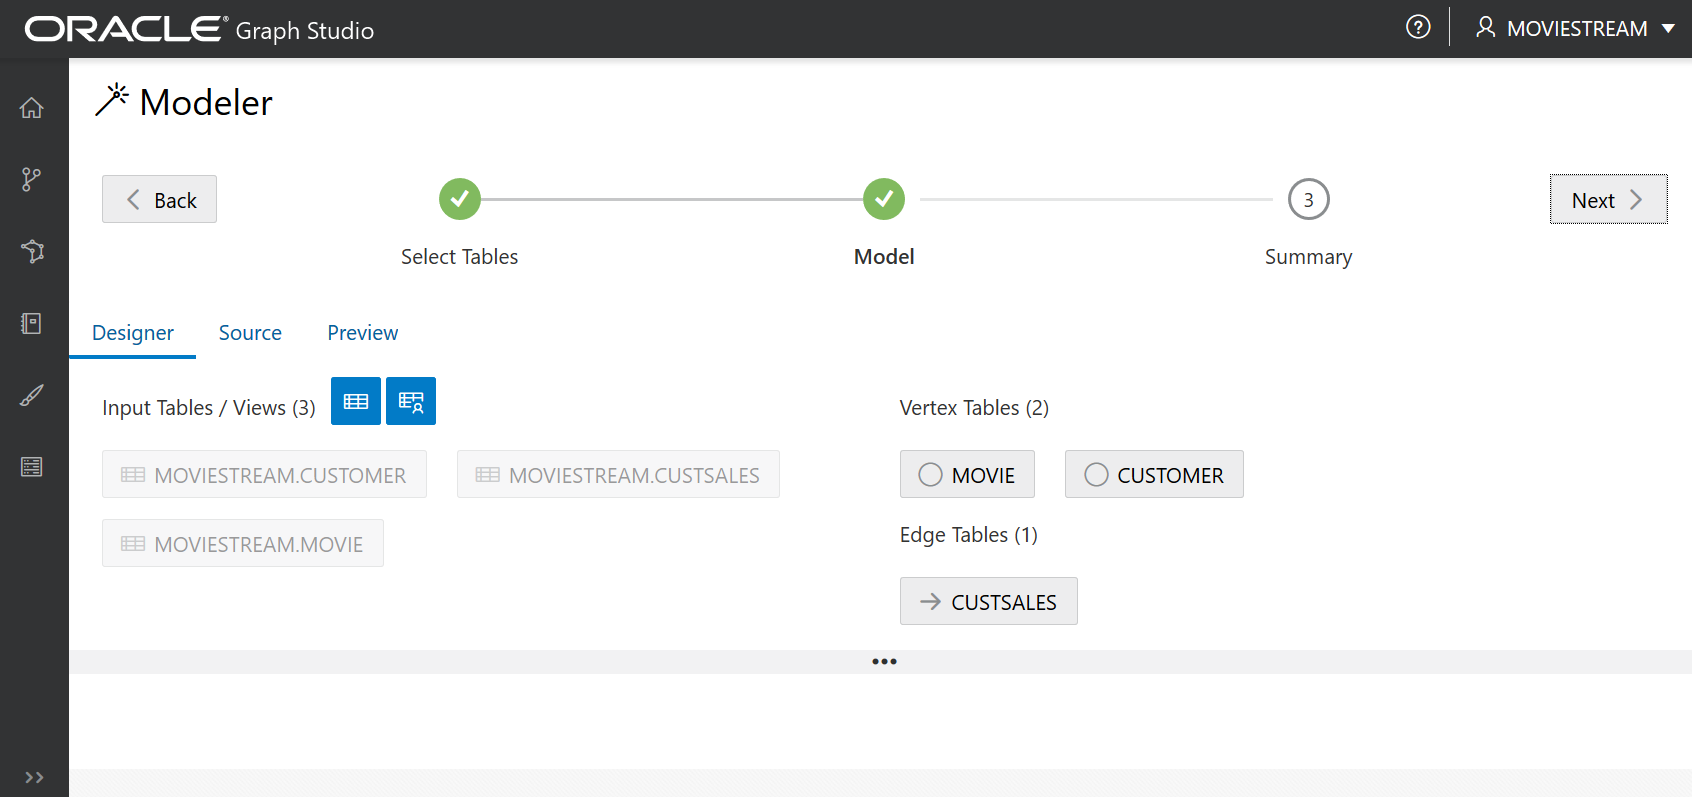 ORACLE® Graph Studio
MOVIESTREAM
Modeler
Back
Next
3
Select Tables
Model
Summary
Designer
Source
Preview
Input Tables / Views (3)
MOVIESTREAM.CUSTOMER
MOVIESTREAM.CUSTSALES
MOVIESTREAM.MOVIE
Vertex Tables (2)
MOVIE
CUSTOMER
Edge Tables (1)
CUSTSALES